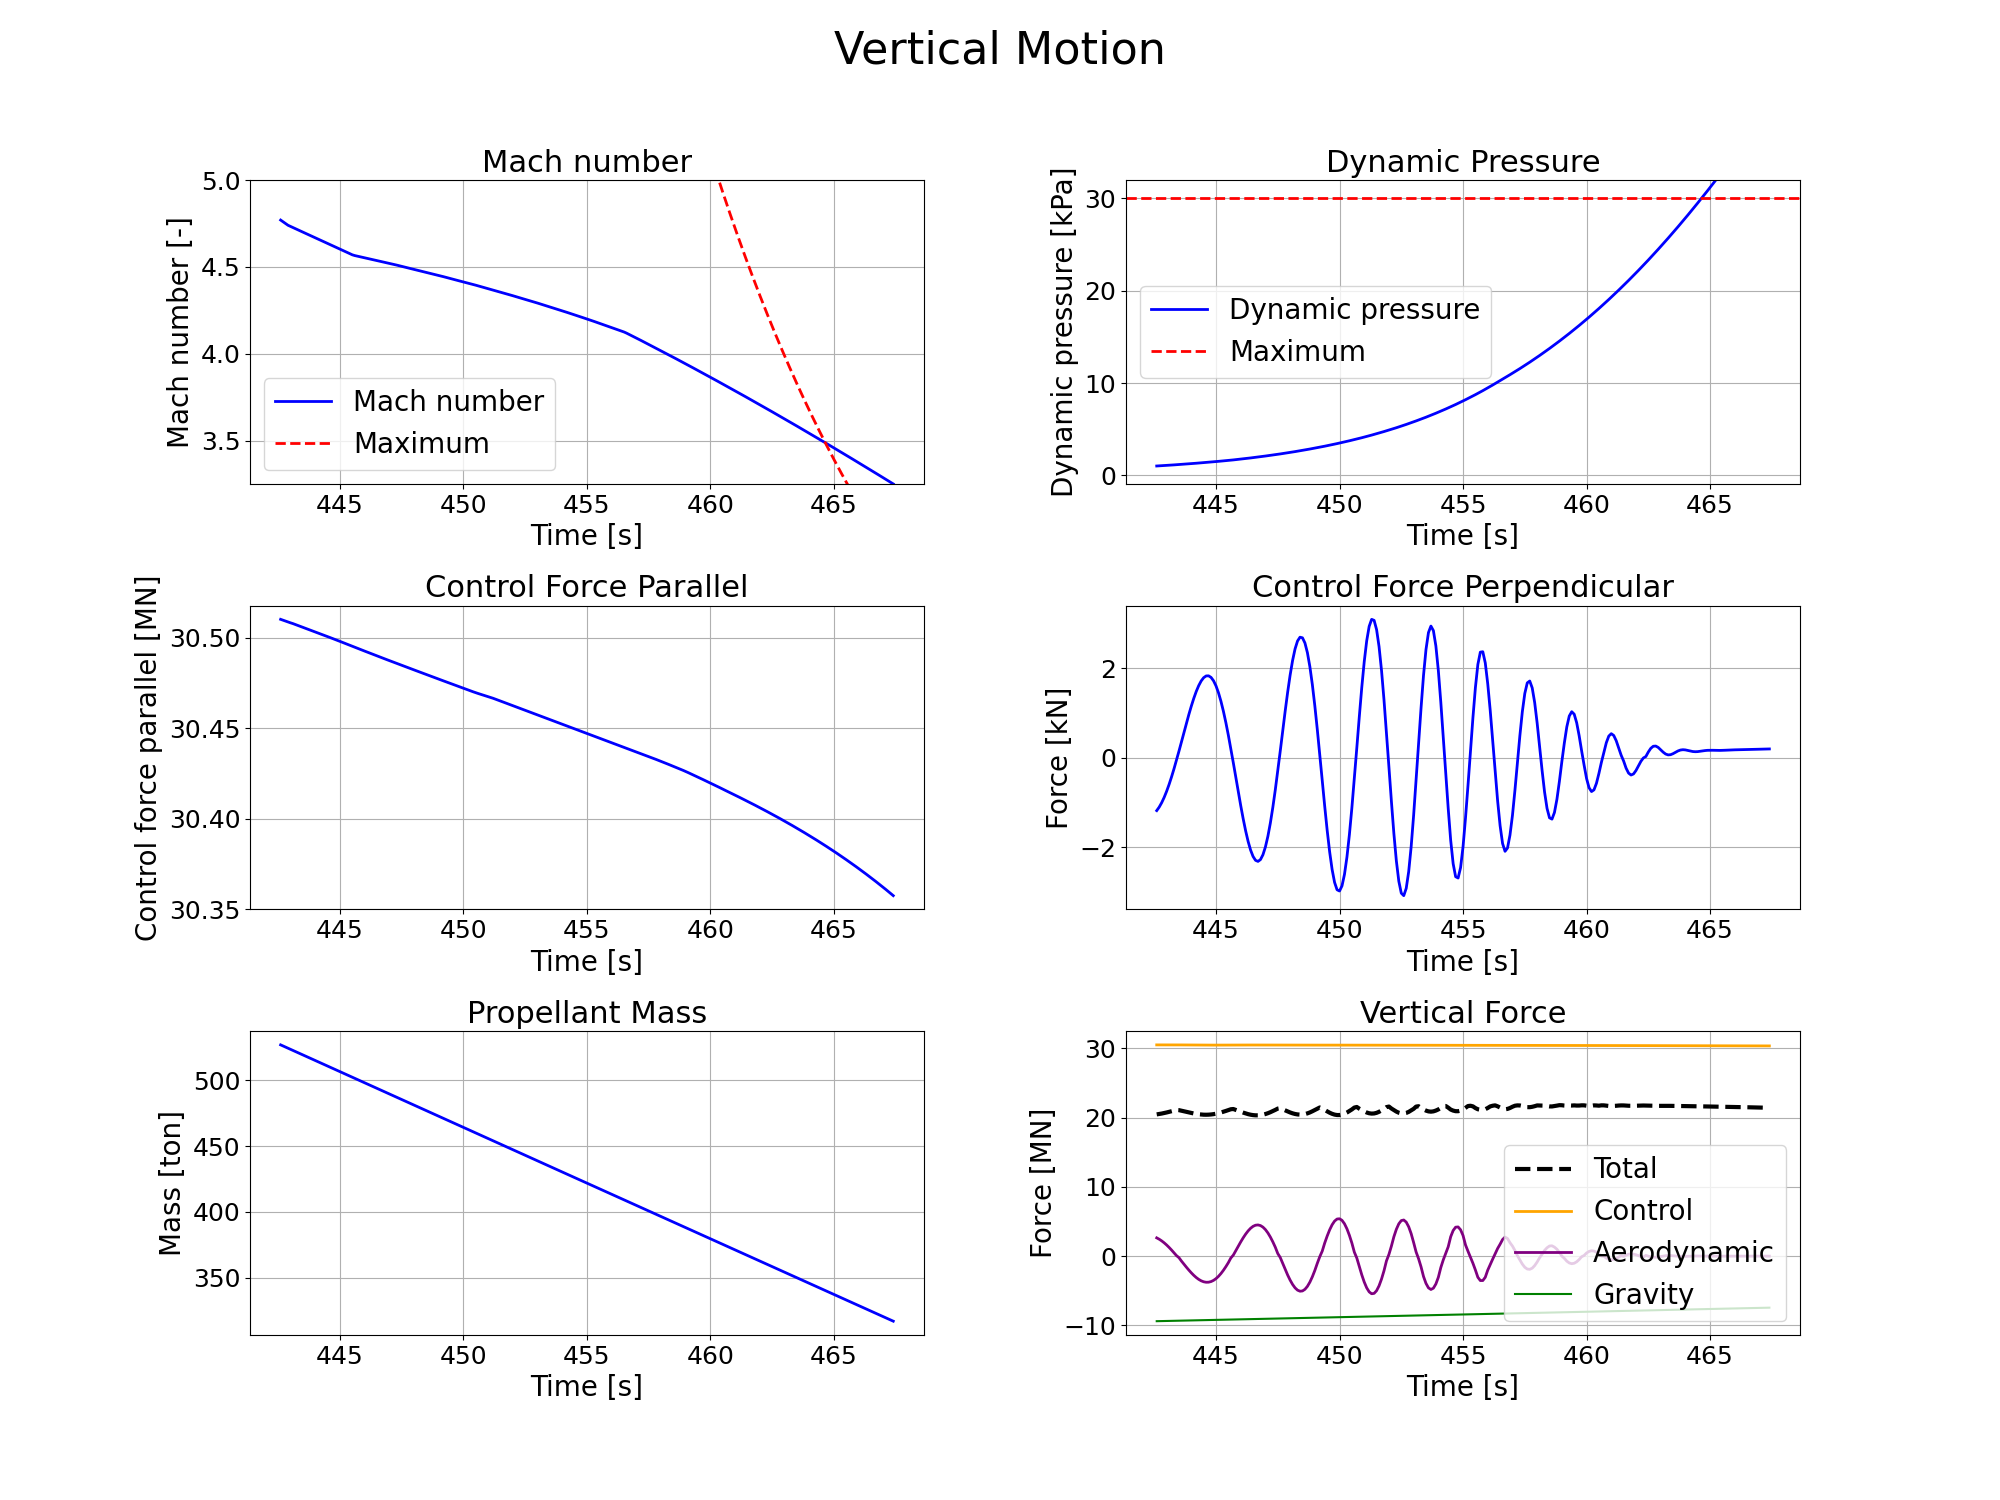 Vertical Motion
Mach number
Mach number [-]
5.0
4.5
4.0
3.5
Mach number
Maximum
445 450 455 460 465
Time [s]
Dynamic Pressure
Dynamic pressure [kPa]
30
20
10
0
Dynamic pressure
Maximum
445 450 455 460 465
Time [s]
Control Force Parallel
Control force parallel [MN]
30.50
30.45
30.40
30.35
445 450 455 460 465
Time [s]
Control Force Perpendicular
Force [kN]
2
0
−2
445 450 455 460 465
Time [s]
Propellant Mass
Mass [ton]
500
450
400
350
445 450 455 460 465
Time [s]
Vertical Force
Force [MN]
30
20
10
0
−10
Total
Control
Aerodynamic
Gravity
445 450 455 460 465
Time [s]